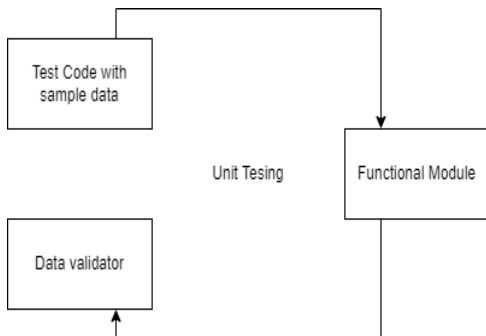 Test Code with
sample data
Unit Tesing
Functional Module
Data validator